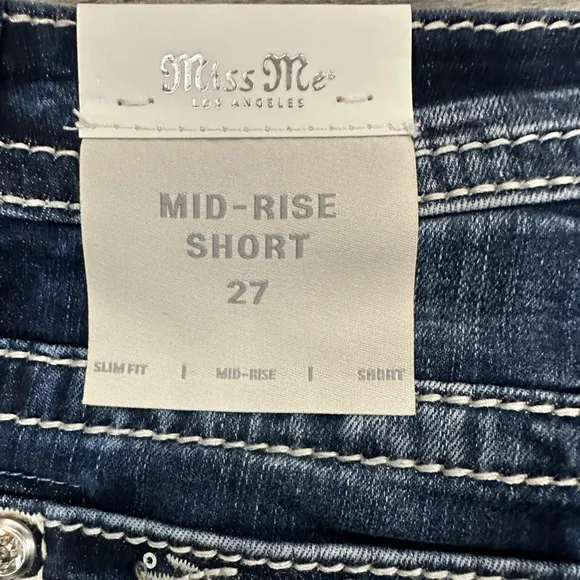 Miss Me
LOS ANGELES
MID-RISE
SHORT
27
SLIM FIT | MID-RISE | SHORT